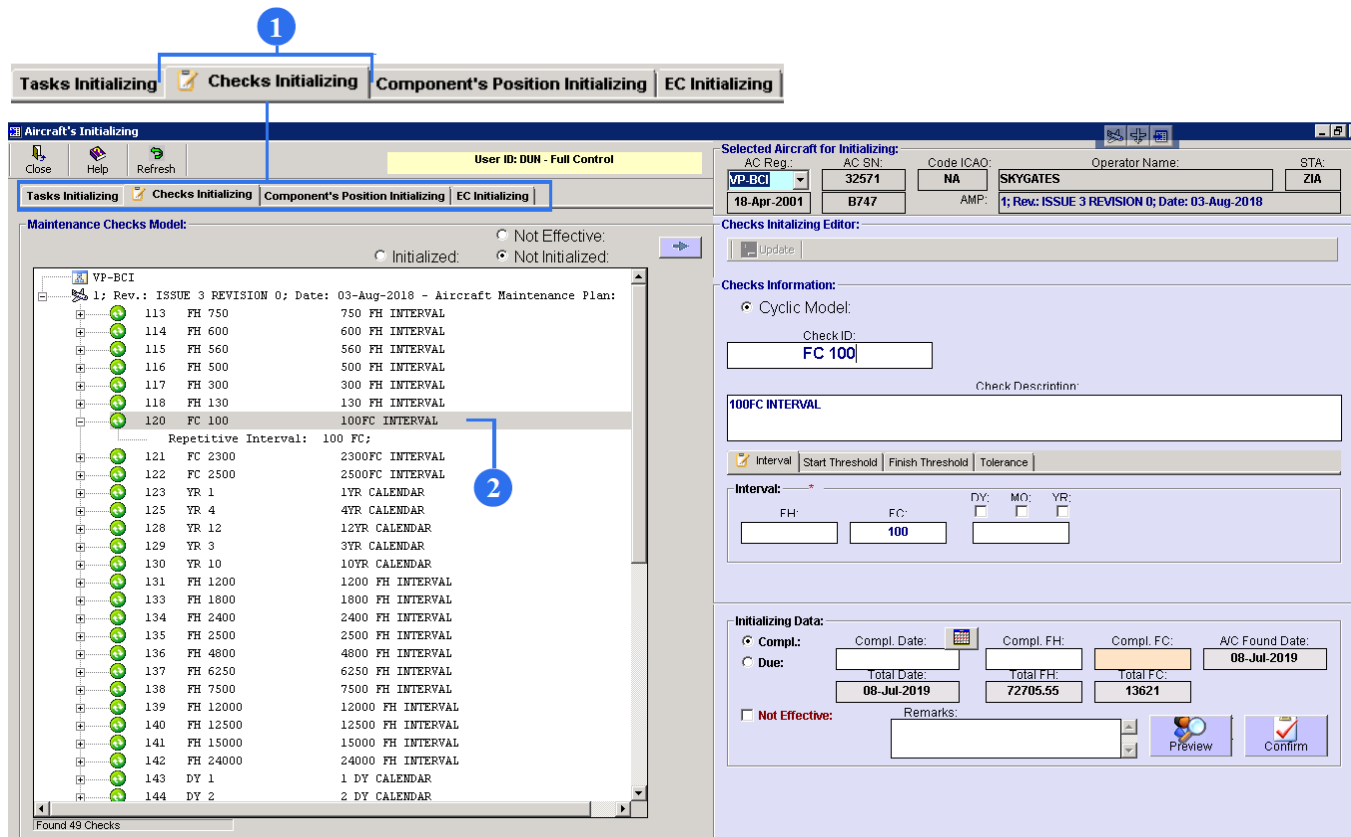 1
Tasks Initializing Checks Initializing Component's Position Initializing EC Initializing
Aircraft's Initializing
Close Help Refresh
User ID: DUN - Full Control
Tasks Initializing Checks Initializing Component's Position Initializing EC Initializing
Maintenance Checks Model:
Not Effective:
Initialized: Not Initialized:
VP-BCI
1; Rev.: ISSUE 3 REVISION 0; Date: 03-Aug-2018 - Aircraft Maintenance Plan:
113 FH 750 750 FH INTERVAL
114 FH 600 600 FH INTERVAL
115 FH 560 560 FH INTERVAL
116 FH 500 500 FH INTERVAL
117 FH 300 300 FH INTERVAL
118 FH 130 130 FH INTERVAL
120 FC 100 100FC INTERVAL
Repetitive Interval: 100 FC;
121 FC 2300 2300FC INTERVAL
122 FC 2500 2500FC INTERVAL
123 YR 1 1YR CALENDAR
125 YR 4 4YR CALENDAR
128 YR 12 12YR CALENDAR
129 YR 3 3YR CALENDAR
130 YR 10 10YR CALENDAR
131 FH 1200 1200 FH INTERVAL
133 FH 1800 1800 FH INTERVAL
134 FH 2400 2400 FH INTERVAL
135 FH 2500 2500 FH INTERVAL
136 FH 4800 4800 FH INTERVAL
137 FH 6250 6250 FH INTERVAL
138 FH 7500 7500 FH INTERVAL
139 FH 12000 12000 FH INTERVAL
140 FH 12500 12500 FH INTERVAL
141 FH 15000 15000 FH INTERVAL
142 FH 24000 24000 FH INTERVAL
143 DY 1 1 DY CALENDAR
144 DY 2 2 DY CALENDAR
2
Found 49 Checks
Selected Aircraft for Initializing:
AC Reg.: AC SN: Code ICAO: Operator Name: STA:
VP-BCI 32571 NA SKYGATES ZIA
18-Apr-2001 B747 AMP: 1; Rev.: ISSUE 3 REVISION 0; Date: 03-Aug-2018
Checks Initalizing Editor:
Update
Checks Information:
Cyclic Model:
Check ID:
FC 100
Check Description:
100FC INTERVAL
Interval Start Threshold Finish Threshold Tolerance
Interval: *
DY: MO: YR:
FH: FC:
100
Initializing Data:
Compl.: Compl. Date: Compl. FH: Compl. FC: A/C Found Date:
08-Jul-2019
Due:
Total Date: Total FH: Total FC:
08-Jul-2019 72705.55 13621
Not Effective: Remarks:
Preview Confirm